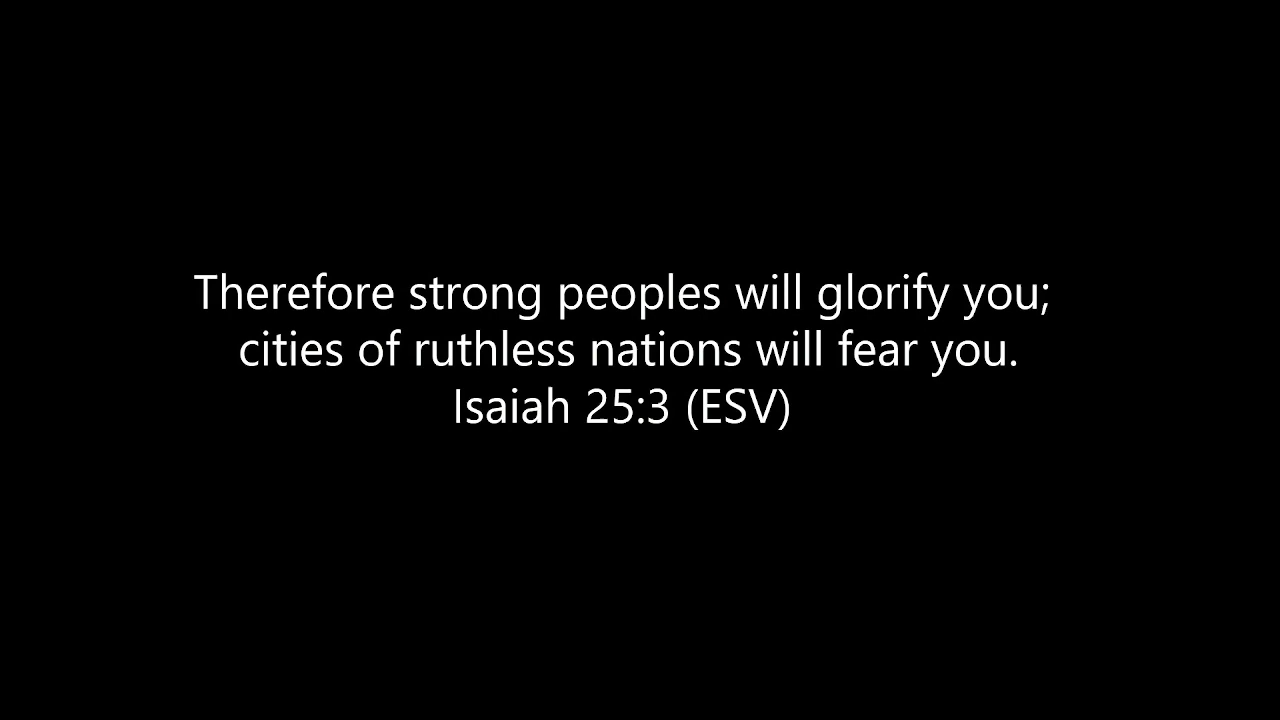 Therefore strong peoples will glorify you;
cities of ruthless nations will fear you.
Isaiah 25:3 (ESV)